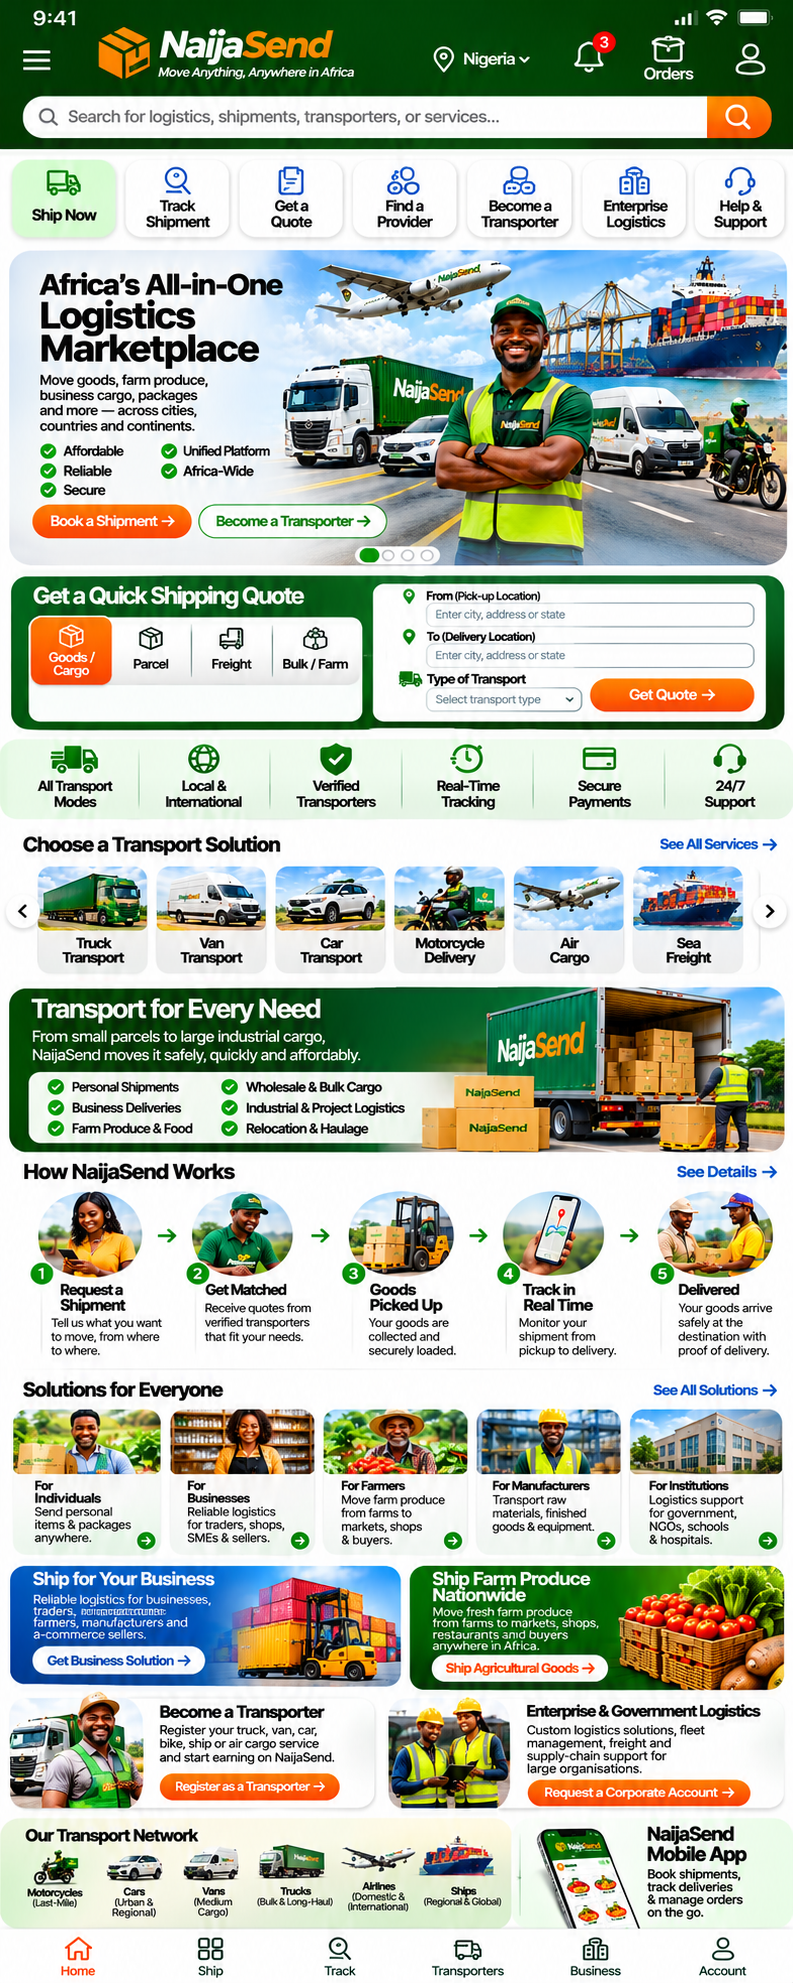 9:41
NaijaSend
Move Anything, Anywhere in Africa
Nigeria
3
Orders
Search for logistics, shipments, transporters, or services...
Ship Now
Track
Shipment
Get a
Quote
Find a
Provider
Become a
Transporter
Enterprise
Logistics
Help &
Support
Africa's All-in-One
Logistics
Marketplace
Move goods, farm produce,
business cargo, packages
and more — across cities,
countries and continents.
Affordable
Unified Platform
Reliable
Africa-Wide
Secure
Book a Shipment →
Become a Transporter →
NaijaSend
NaijaSend
NaijaSend
Get a Quick Shipping Quote
Goods /
Cargo
Parcel
Freight
Bulk / Farm
From (Pick-up Location)
Enter city, address or state
To (Delivery Location)
Enter city, address or state
Type of Transport
Select transport type
Get Quote →
All Transport
Modes
Local &
International
Verified
Transporters
Real-Time
Tracking
Secure
Payments
24/7
Support
Choose a Transport Solution
See All Services →
Truck
Transport
Van
Transport
Car
Transport
Motorcycle
Delivery
Air
Cargo
Sea
Freight
Transport for Every Need
From small parcels to large industrial cargo,
NaijaSend moves it safely, quickly and affordably.
Personal Shipments
Wholesale & Bulk Cargo
Business Deliveries
Industrial & Project Logistics
Farm Produce & Food
Relocation & Haulage
NaijaSend
NajaSend
NajaSend
How NaijaSend Works
See Details →
1
Request a
Shipment
Tell us what you want
to move, from where
to where.
2
Get Matched
Receive quotes from
verified transporters
that fit your needs.
3
Goods
Picked Up
Your goods are
collected and
securely loaded.
4
Track in
Real Time
Monitor your
shipment from
pickup to delivery.
5
Delivered
Your goods arrive
safely at the
destination with
proof of delivery.
Solutions for Everyone
See All Solutions →
For
Individuals
Send personal
items & packages
anywhere.
For
Businesses
Reliable logistics
for traders, shops,
SMEs & sellers.
For Farmers
Move farm produce
from farms to
markets, shops
& buyers.
For Manufacturers
Transport raw
materials, finished
goods & equipment.
For Institutions
Logistics support
for government,
NGOs, schools
& hospitals.
Ship for Your Business
Reliable logistics for businesses,
traders,
farmers, manufacturers and
a-commerce sellers.
Get Business Solution →
Ship Farm Produce
Nationwide
Move fresh farm produce
from farms to markets, shops,
restaurants and buyers
anywhere in Africa.
Ship Agricultural Goods →
Become a Transporter
Register your truck, van, car,
bike, ship or air cargo service
and start earning on NaijaSend.
Register as a Transporter →
Enterprise & Government Logistics
Custom logistics solutions, fleet
management, freight and
supply-chain support for
large organisations.
Request a Corporate Account →
Our Transport Network
Motorcycles
(Last-Mile)
Cars
(Urban &
Regional)
Vans
(Medium
Cargo)
Trucks
(Bulk & Long-Haul)
Airlines
(Domestic &
(International)
Ships
(Regional & Global)
NaijaSend
Mobile App
Book shipments,
track deliveries
& manage orders
on the go.
Home
Ship
Track
Transporters
Business
Account